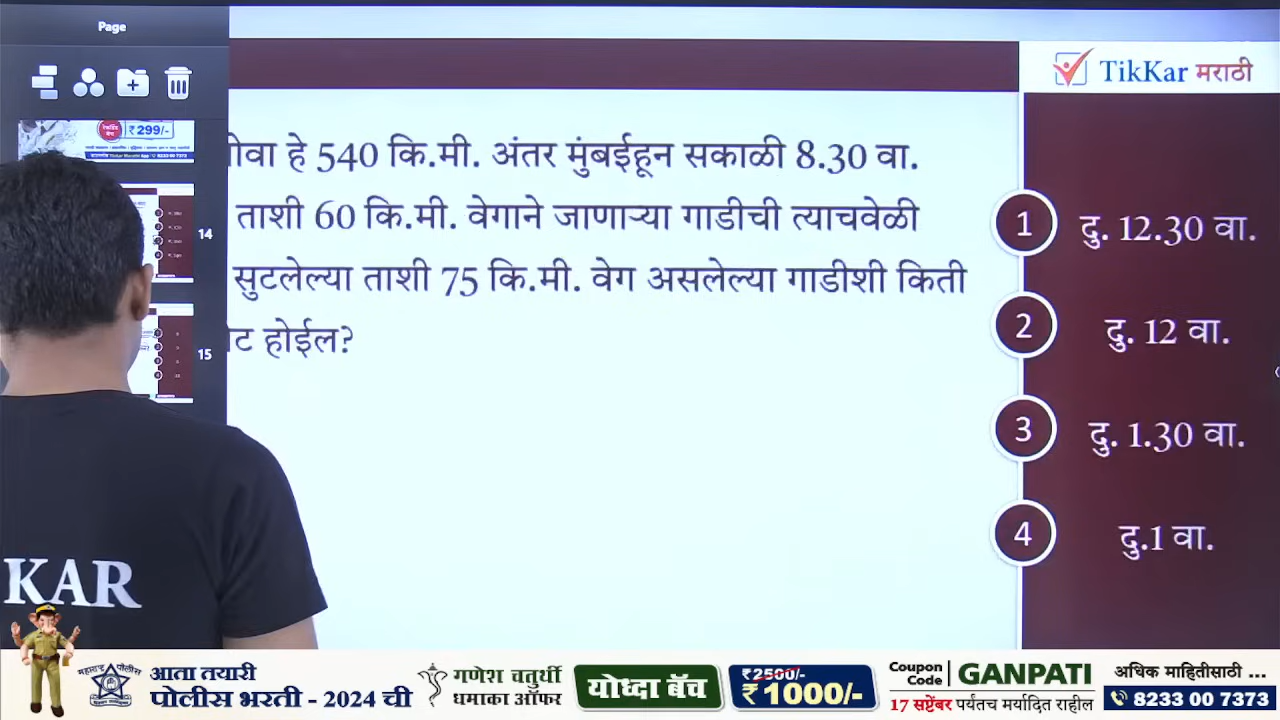 Page
₹299/-
14
15
TikKar मराठी
हे 540 कि.मी. अंतर मुंबईहून सकाळी 8.30 वा.
ताशी 60 कि.मी. वेगाने जाणाऱ्या गाडीची त्याचवेळी
सुटलेल्या ताशी 75 कि.मी. वेग असलेल्या गाडीशी किती
होईल?
1 दु. 12.30 वा.
2 दु. 12 वा.
3 दु. 1.30 वा.
4 दु.1 वा.
KAR
महाराष्ट्र पोलीस
आता तयारी
पोलीस भरती - 2024 ची
गणेश चतुर्थी
धमाका ऑफर
योध्दा बॅच
₹2500/-
₹1000/-
Coupon Code GANPATI
17 सप्टेंबर पर्यंतच मर्यादित राहील
अधिक माहितीसाठी ...
8233 00 7373